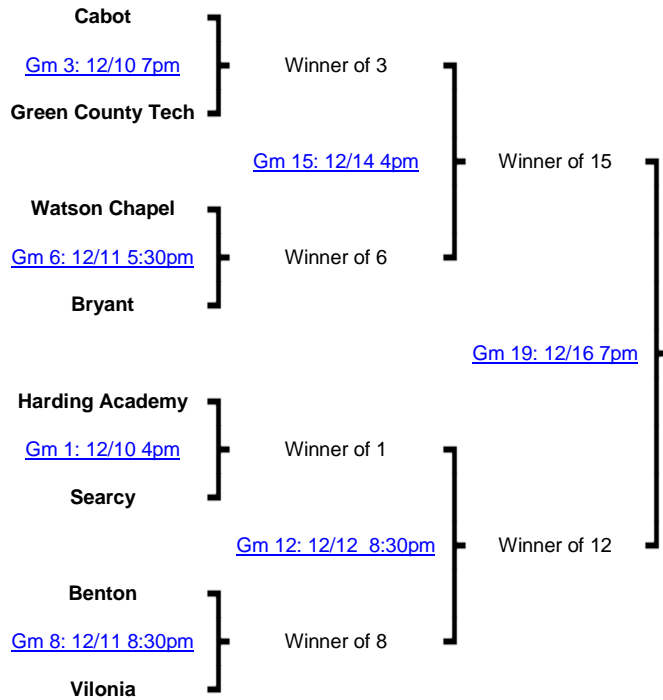 Cabot
Gm 3: 12/10 7pm
Winner of 3
Green County Tech
Gm 15: 12/14 4pm
Winner of 15
Watson Chapel
Gm 6: 12/11 5:30pm
Winner of 6
Bryant
Gm 19: 12/16 7pm
Harding Academy
Gm 1: 12/10 4pm
Winner of 1
Searcy
Gm 12: 12/12  8:30pm
Winner of 12
Benton
Gm 8: 12/11 8:30pm
Winner of 8
Vilonia